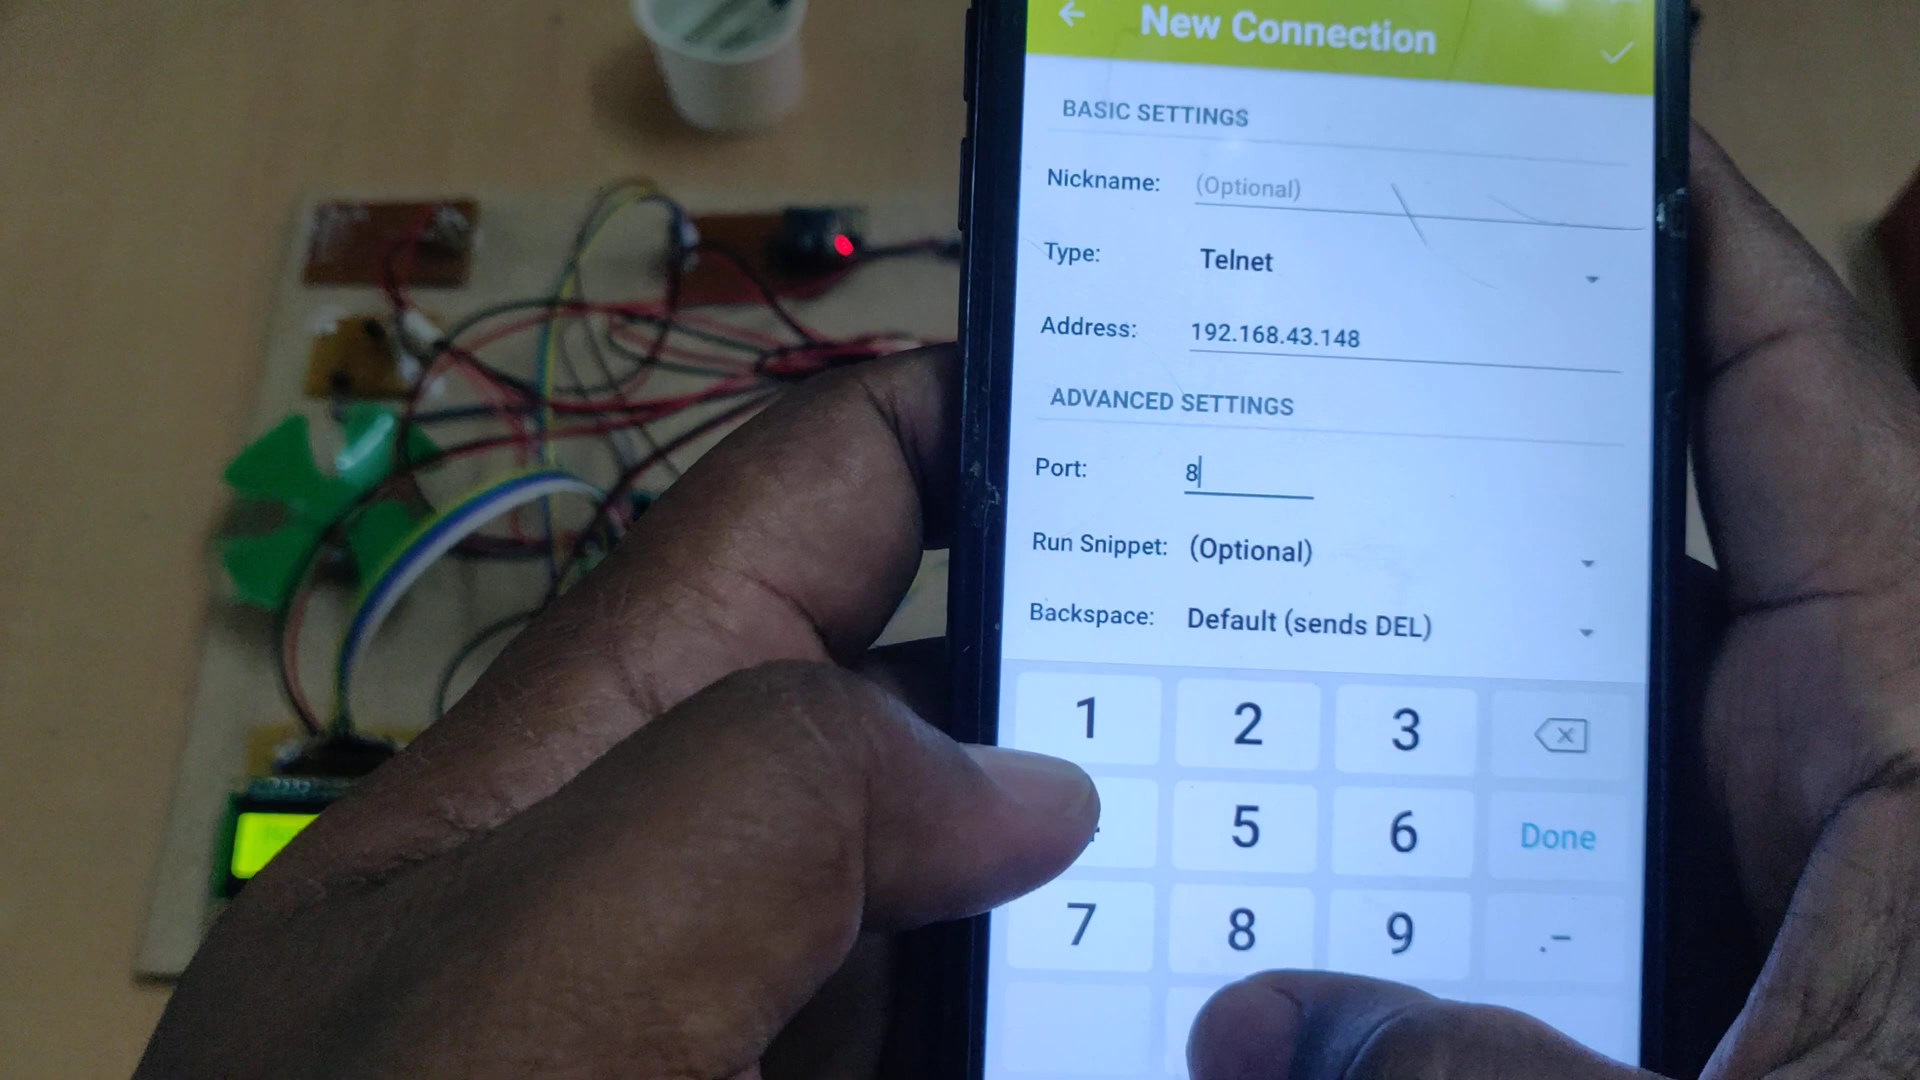 New Connection
BASIC SETTINGS
Nickname: (Optional)
Type: Telnet
Address: 192.168.43.148
ADVANCED SETTINGS
Port: 8
Run Snippet: (Optional)
Backspace: Default (sends DEL)
1 2 3
5 6 Done
7 8 9 .-